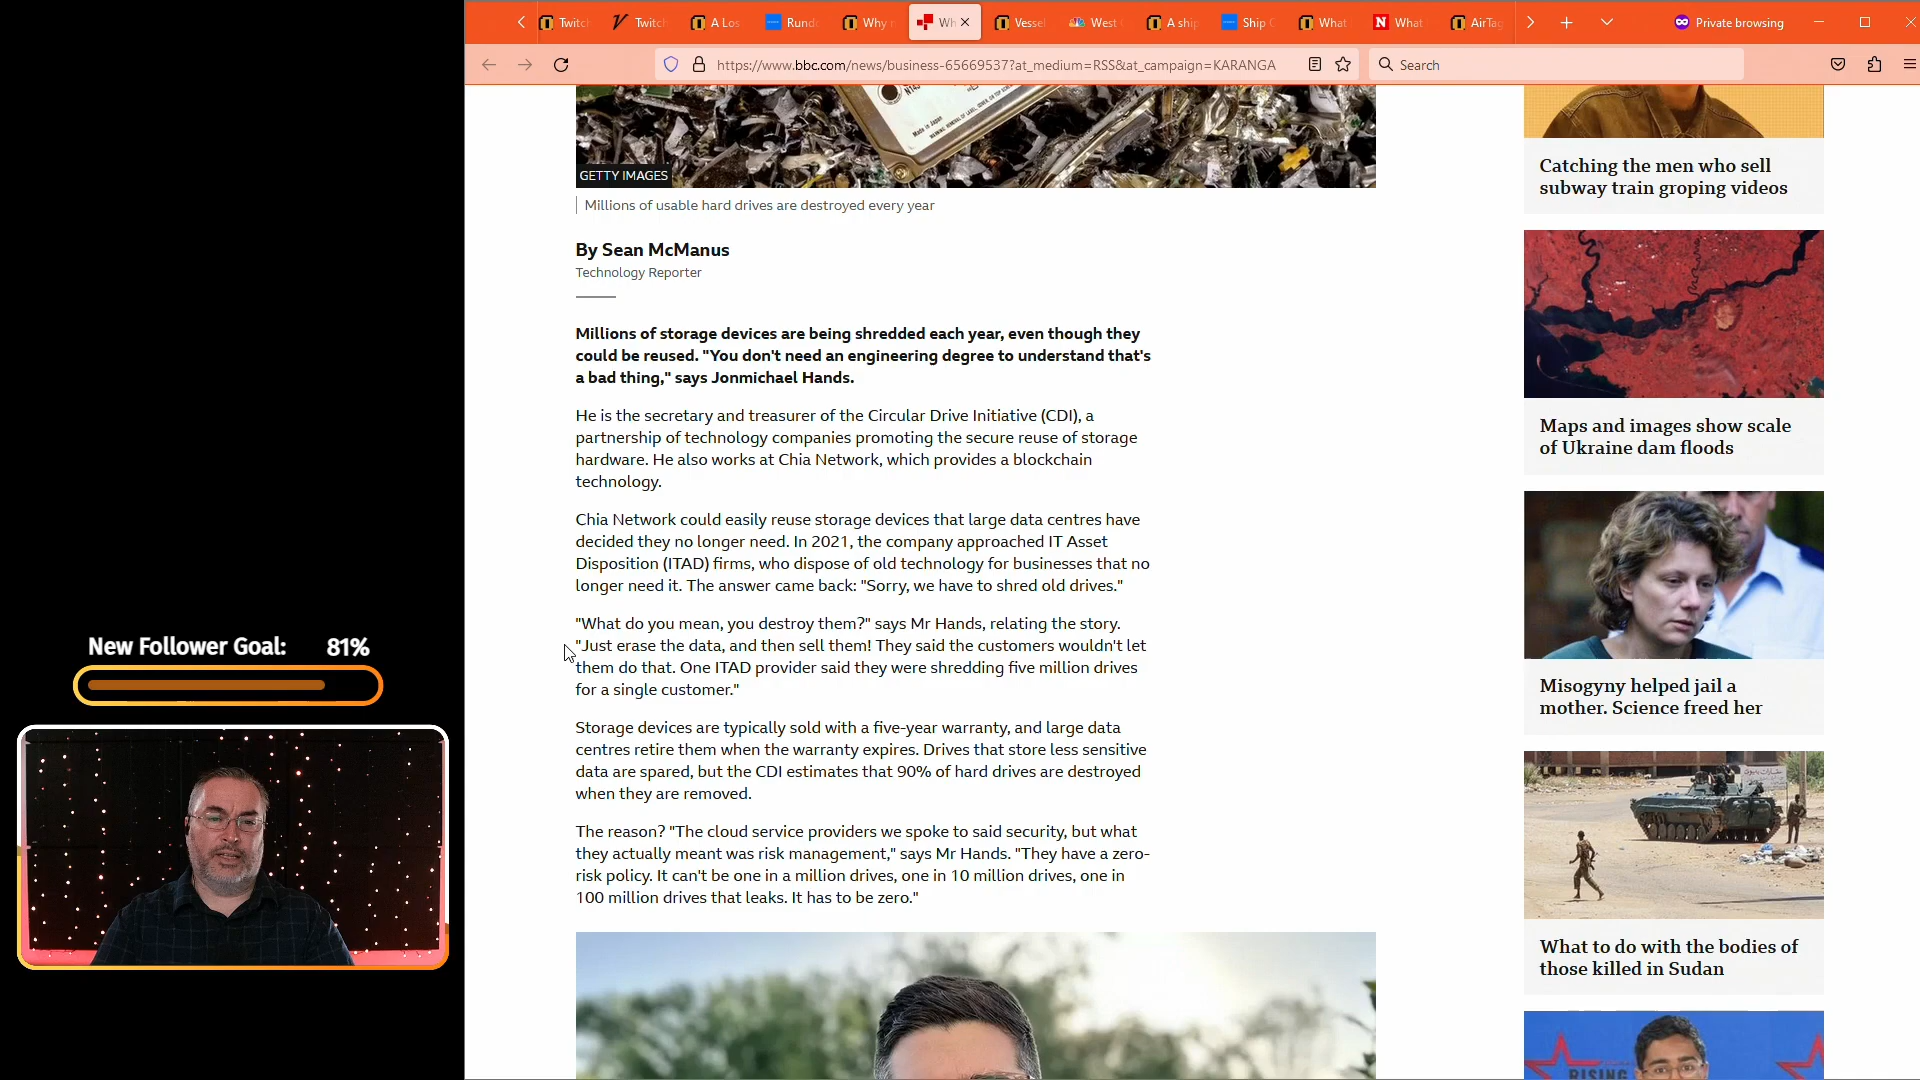 Twitch
Twitch
A Los
Rund
Why
Wh
Vessel
West
A ship
Ship
What
What
AirTag
Private browsing
https://www.bbc.com/news/business-65669537?at_medium=RSS&at_campaign=KARANGA
Search
Made in Japan
GETTY IMAGES
Millions of usable hard drives are destroyed every year
By Sean McManus
Technology Reporter
Millions of storage devices are being shredded each year, even though they
could be reused. "You don't need an engineering degree to understand that's
a bad thing," says Jonmichael Hands.
He is the secretary and treasurer of the Circular Drive Initiative (CDI), a
partnership of technology companies promoting the secure reuse of storage
hardware. He also works at Chia Network, which provides a blockchain
technology.
Chia Network could easily reuse storage devices that large data centres have
decided they no longer need. In 2021, the company approached IT Asset
Disposition (ITAD) firms, who dispose of old technology for businesses that no
longer need it. The answer came back: "Sorry, we have to shred old drives."
"What do you mean, you destroy them?" says Mr Hands, relating the story.
"Just erase the data, and then sell them! They said the customers wouldn't let
them do that. One ITAD provider said they were shredding five million drives
for a single customer."
Storage devices are typically sold with a five-year warranty, and large data
centres retire them when the warranty expires. Drives that store less sensitive
data are spared, but the CDI estimates that 90% of hard drives are destroyed
when they are removed.
The reason? "The cloud service providers we spoke to said security, but what
they actually meant was risk management," says Mr Hands. "They have a zero-
risk policy. It can't be one in a million drives, one in 10 million drives, one in
100 million drives that leaks. It has to be zero."
Catching the men who sell
subway train groping videos
Maps and images show scale
of Ukraine dam floods
Misogyny helped jail a
mother. Science freed her
What to do with the bodies of
those killed in Sudan
RISING
New Follower Goal: 81%